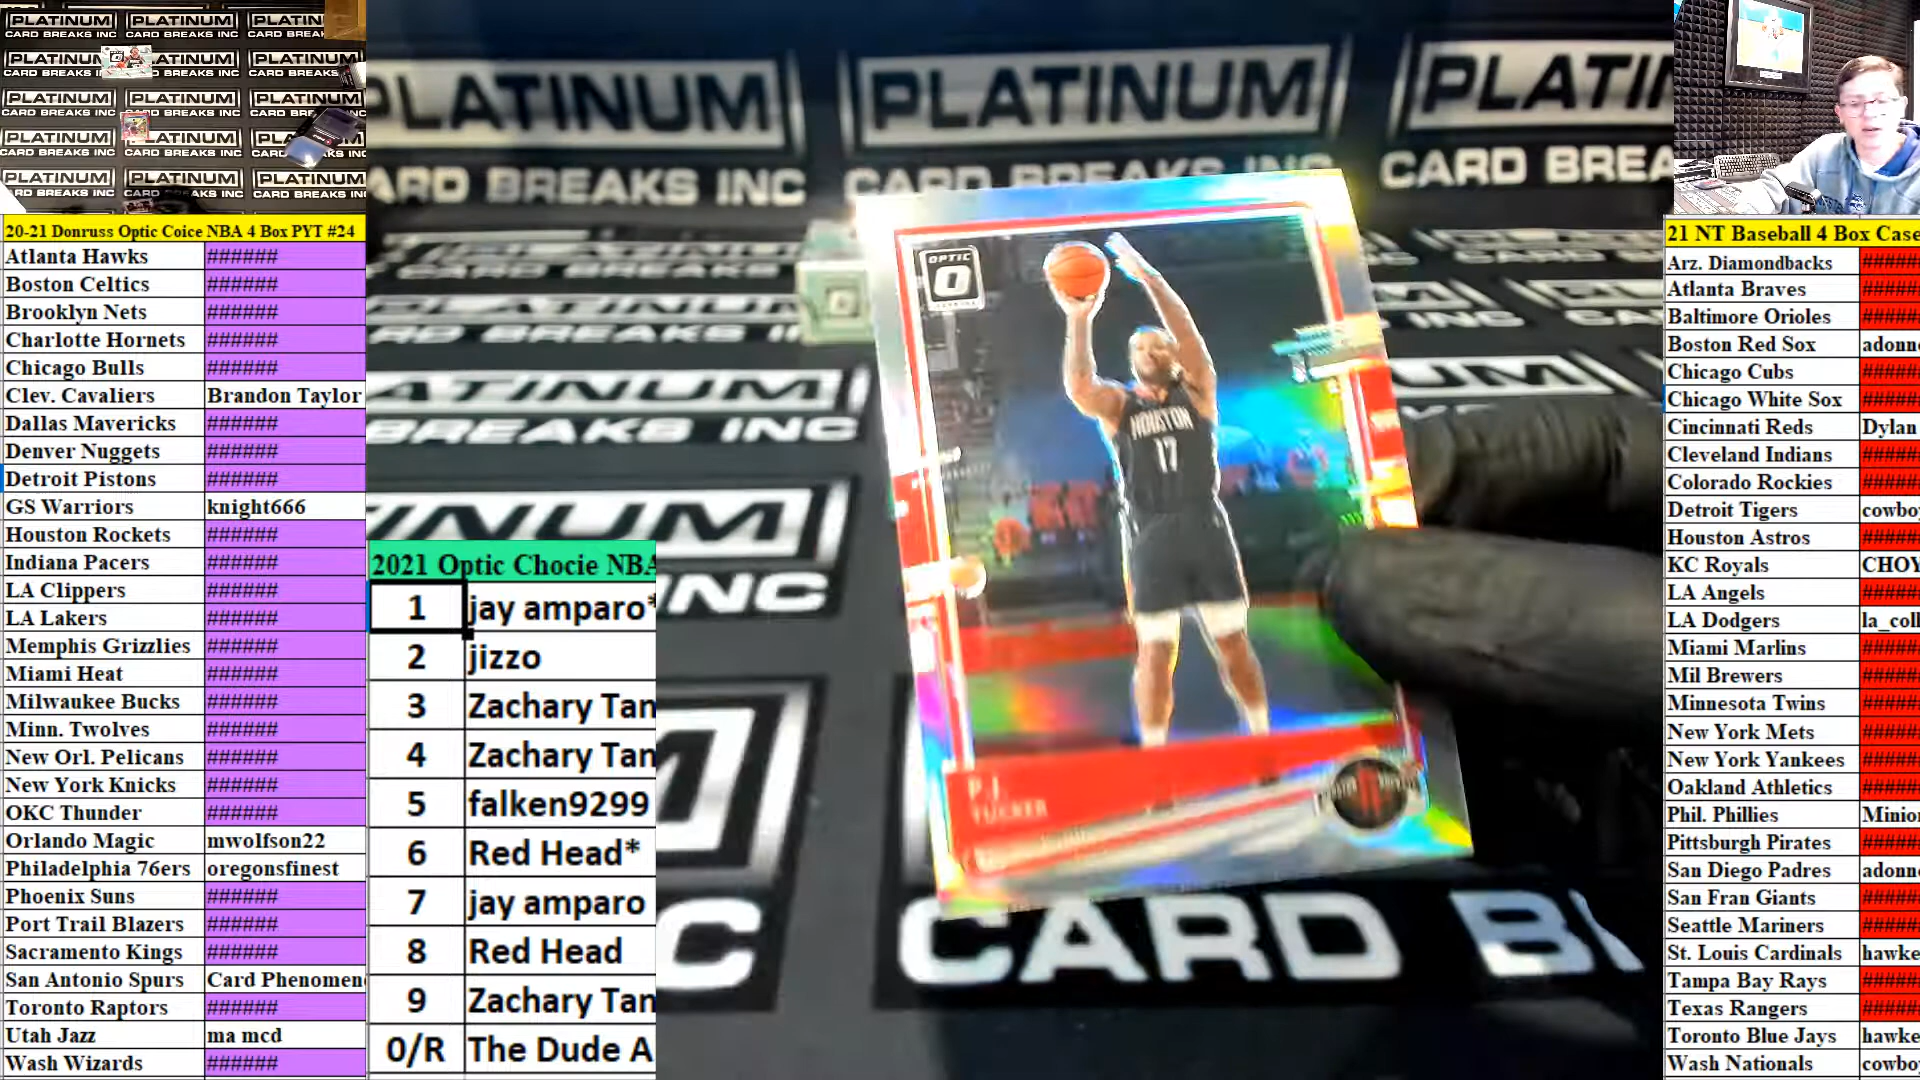 PLATINUM
CARD BREAKS INC
20-21 Donruss Optic Coice NBA 4 Box PYT #24
Atlanta Hawks ######
Boston Celtics ######
Brooklyn Nets ######
Charlotte Hornets ######
Chicago Bulls ######
Clev. Cavaliers Brandon Taylor
Dallas Mavericks ######
Denver Nuggets ######
Detroit Pistons ######
GS Warriors knight666
Houston Rockets ######
Indiana Pacers ######
LA Clippers ######
LA Lakers ######
Memphis Grizzlies ######
Miami Heat ######
Milwaukee Bucks ######
Minn. Twolves ######
New Orl. Pelicans ######
New York Knicks ######
OKC Thunder ######
Orlando Magic mwolfson22
Philadelphia 76ers oregonsfinest
Phoenix Suns ######
Port Trail Blazers ######
Sacramento Kings ######
San Antonio Spurs Card Phenomen
Toronto Raptors ######
Utah Jazz ma mcd
Wash Wizards ######
2021 Optic Chocie NBA
1 jay amparo*
2 jizzo
3 Zachary Tan
4 Zachary Tan
5 falken9299
6 Red Head*
7 jay amparo
8 Red Head
9 Zachary Tan
0/R The Dude A
PLATINUM
CARD BREAKS INC
OPTIC
HOUSTON
17
P.J.
TUCKER
CARD B
21 NT Baseball 4 Box Case
Arz. Diamondbacks #####
Atlanta Braves #####
Baltimore Orioles #####
Boston Red Sox adonn
Chicago Cubs #####
Chicago White Sox #####
Cincinnati Reds Dylan
Cleveland Indians #####
Colorado Rockies #####
Detroit Tigers cowbo
Houston Astros #####
KC Royals CHOY
LA Angels #####
LA Dodgers la_coll
Miami Marlins #####
Mil Brewers #####
Minnesota Twins #####
New York Mets #####
New York Yankees #####
Oakland Athletics #####
Phil. Phillies Minio
Pittsburgh Pirates #####
San Diego Padres adonn
San Fran Giants #####
Seattle Mariners #####
St. Louis Cardinals hawke
Tampa Bay Rays #####
Texas Rangers #####
Toronto Blue Jays hawke
Wash Nationals cowbo